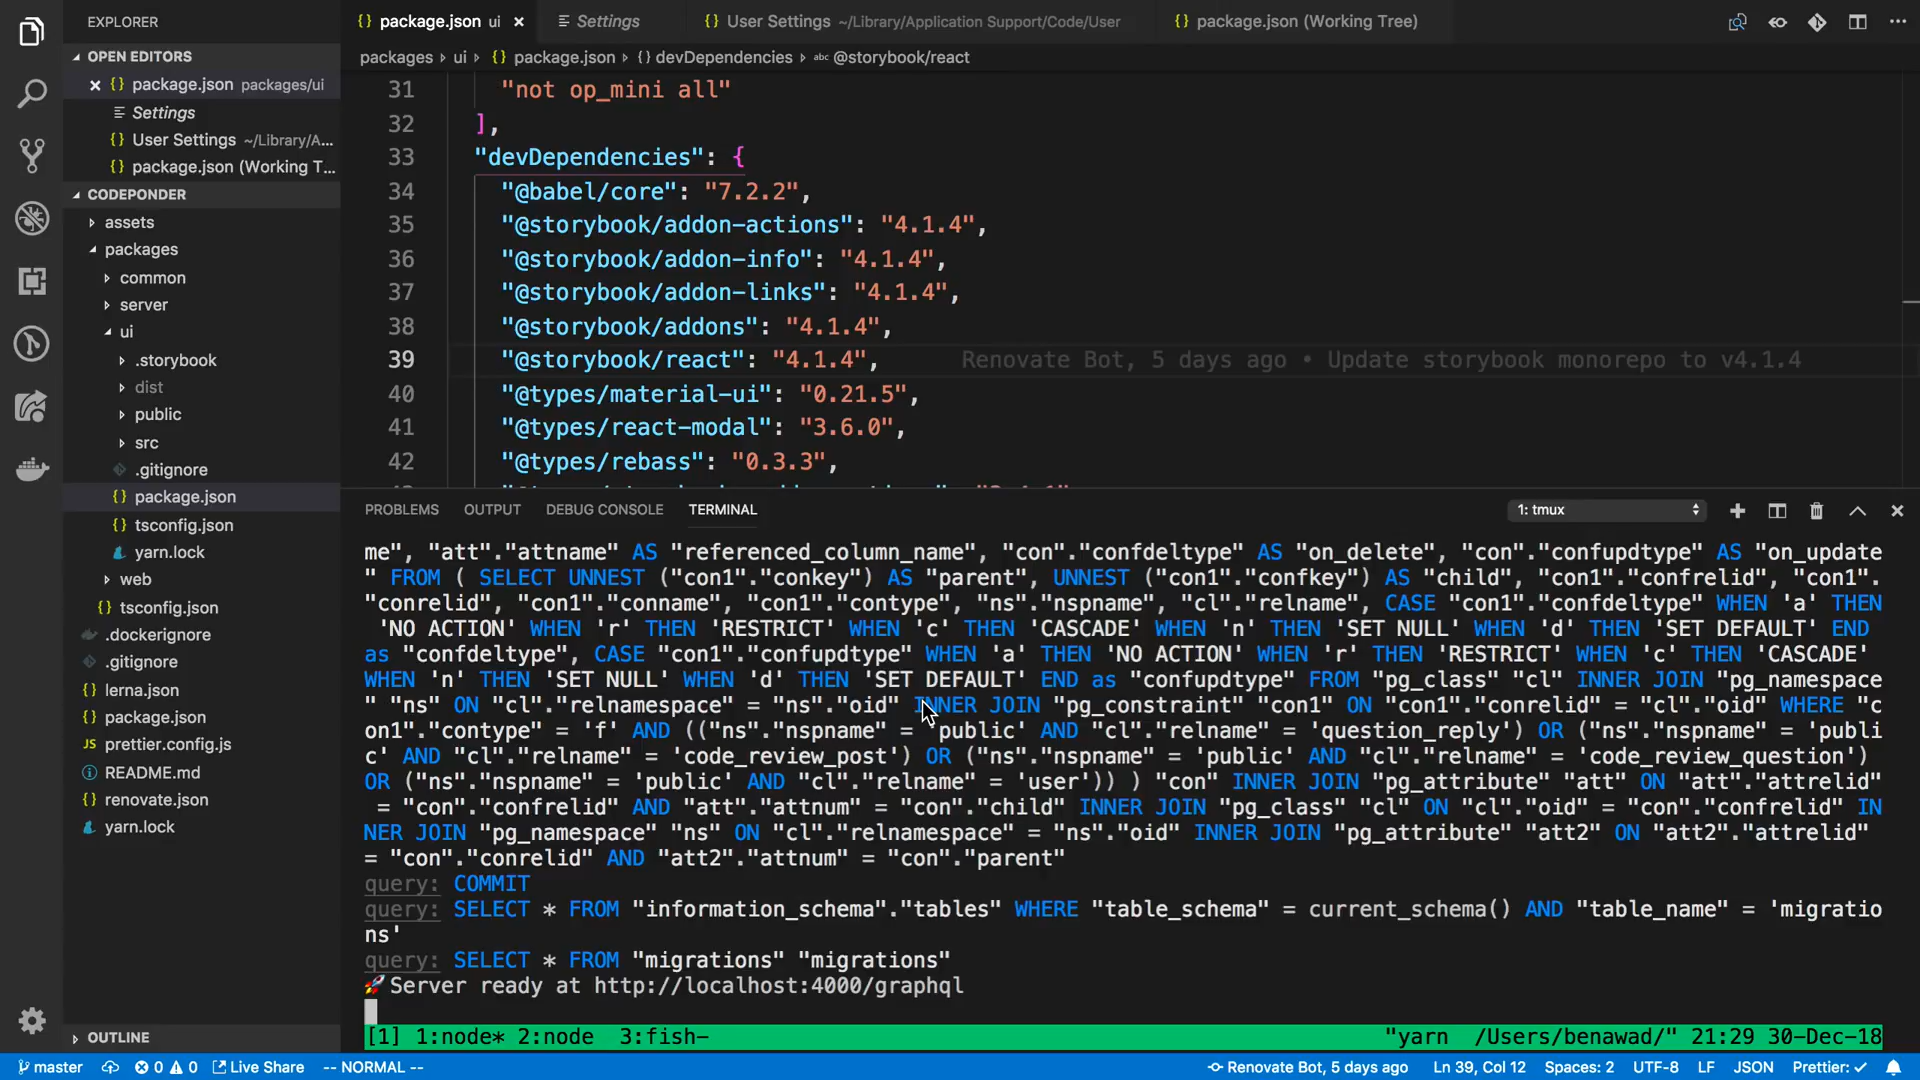 EXPLORER
OPEN EDITORS
package.json packages/ui
Settings
User Settings ~/Library/A...
package.json (Working T...
CODEPONDER
assets
packages
common
server
ui
.storybook
dist
public
src
.gitignore
package.json
tsconfig.json
yarn.lock
web
tsconfig.json
.dockerignore
.gitignore
lerna.json
package.json
prettier.config.js
README.md
renovate.json
yarn.lock
OUTLINE
package.json ui
Settings
User Settings ~/Library/Application Support/Code/User
package.json (Working Tree)
packages › ui › {} package.json › {} devDependencies › abc @storybook/react
31 "not op_mini all"
32 ],
33 "devDependencies": {
34 "@babel/core": "7.2.2",
35 "@storybook/addon-actions": "4.1.4",
36 "@storybook/addon-info": "4.1.4",
37 "@storybook/addon-links": "4.1.4",
38 "@storybook/addons": "4.1.4",
39 "@storybook/react": "4.1.4", Renovate Bot, 5 days ago • Update storybook monorepo to v4.1.4
40 "@types/material-ui": "0.21.5",
41 "@types/react-modal": "3.6.0",
42 "@types/rebass": "0.3.3",
PROBLEMS OUTPUT DEBUG CONSOLE TERMINAL
1: tmux
me", "att"."attname" AS "referenced_column_name", "con"."confdeltype" AS "on_delete", "con"."confupdtype" AS "on_update
" FROM ( SELECT UNNEST ("con1"."conkey") AS "parent", UNNEST ("con1"."confkey") AS "child", "con1"."confrelid", "con1".
"conrelid", "con1"."conname", "con1"."contype", "ns"."nspname", "cl"."relname", CASE "con1"."confdeltype" WHEN 'a' THEN
'NO ACTION' WHEN 'r' THEN 'RESTRICT' WHEN 'c' THEN 'CASCADE' WHEN 'n' THEN 'SET NULL' WHEN 'd' THEN 'SET DEFAULT' END
as "confdeltype", CASE "con1"."confupdtype" WHEN 'a' THEN 'NO ACTION' WHEN 'r' THEN 'RESTRICT' WHEN 'c' THEN 'CASCADE'
WHEN 'n' THEN 'SET NULL' WHEN 'd' THEN 'SET DEFAULT' END as "confupdtype" FROM "pg_class" "cl" INNER JOIN "pg_namespace
" "ns" ON "cl"."relnamespace" = "ns"."oid" INNER JOIN "pg_constraint" "con1" ON "con1"."conrelid" = "cl"."oid" WHERE "c
on1"."contype" = 'f' AND (("ns"."nspname" = 'public' AND "cl"."relname" = 'question_reply') OR ("ns"."nspname" = 'publi
c' AND "cl"."relname" = 'code_review_post') OR ("ns"."nspname" = 'public' AND "cl"."relname" = 'code_review_question')
OR ("ns"."nspname" = 'public' AND "cl"."relname" = 'user')) ) "con" INNER JOIN "pg_attribute" "att" ON "att"."attrelid"
= "con"."confrelid" AND "att"."attnum" = "con"."child" INNER JOIN "pg_class" "cl" ON "cl"."oid" = "con"."confrelid" IN
NER JOIN "pg_namespace" "ns" ON "cl"."relnamespace" = "ns"."oid" INNER JOIN "pg_attribute" "att2" ON "att2"."attrelid"
= "con"."conrelid" AND "att2"."attnum" = "con"."parent"
query: COMMIT
query: SELECT * FROM "information_schema"."tables" WHERE "table_schema" = current_schema() AND "table_name" = 'migratio
ns'
query: SELECT * FROM "migrations" "migrations"
🚀Server ready at http://localhost:4000/graphql
[1] 1:node* 2:node 3:fish- "yarn /Users/benawad/" 21:29 30-Dec-18
master 0 0 Live Share -- NORMAL -- Renovate Bot, 5 days ago Ln 39, Col 12 Spaces: 2 UTF-8 LF JSON Prettier: ✓